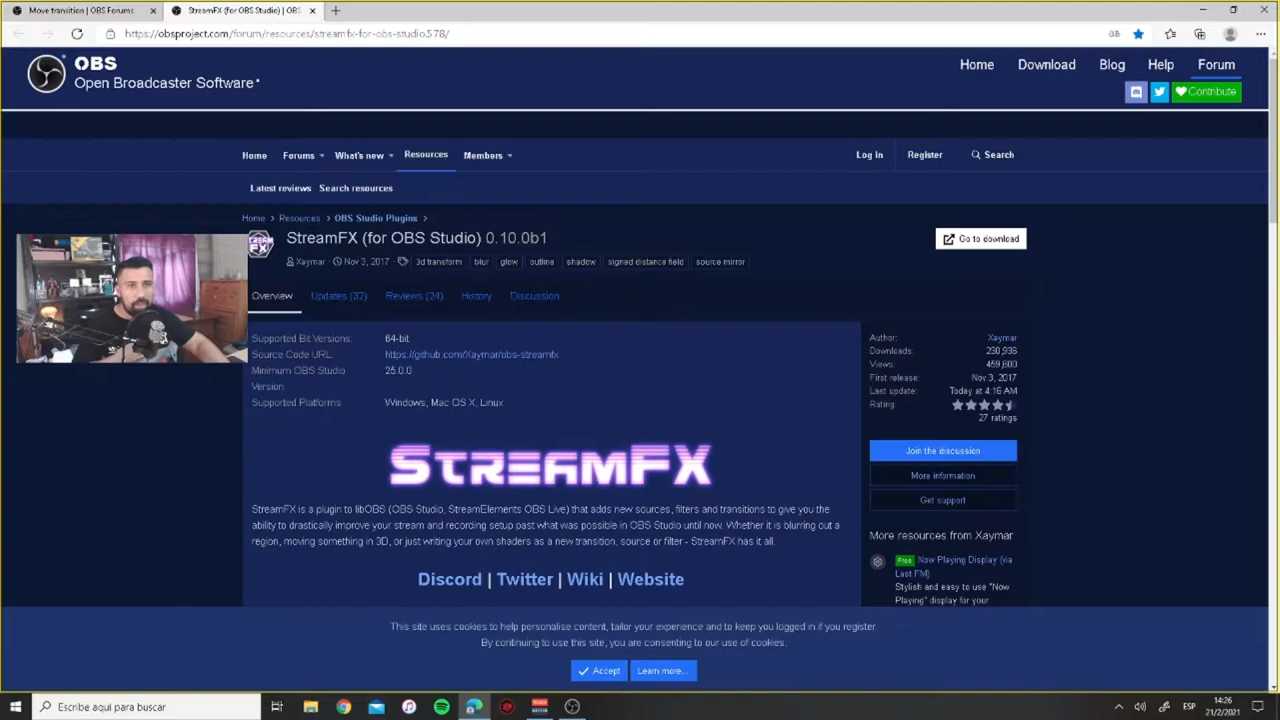 Move transition | OBS Forums
StreamFX (for OBS Studio) | OBS
https://obsproject.com/forum/resources/streamfx-for-obs-studio.578/
OBS
Open Broadcaster Software
Home Download Blog Help Forum
Contribute
Home Forums What's new Resources Members Log in Register Search
Latest reviews Search resources
Home > Resources > OBS Studio Plugins >
STREAM FX
StreamFX (for OBS Studio) 0.10.0b1
Go to download
Xaymar Nov 3, 2017 3d transform blur glow outline shadow signed distance field source mirror
Overview Updates (32) Reviews (24) History Discussion
Supported Bit Versions: 64-bit
Source Code URL: https://github.com/Xaymar/obs-streamfx
Minimum OBS Studio Version: 25.0.0
Supported Platforms Windows, Mac OS X, Linux
STREAMFX
StreamFX is a plugin to libOBS (OBS Studio, StreamElements OBS Live) that adds new sources, filters and transitions to give you the
ability to drastically improve your stream and recording setup past what was possible in OBS Studio until now. Whether it is blurring out a
region, moving something in 3D, or just writing your own shaders as a new transition, source or filter - StreamFX has it all.
Discord | Twitter | Wiki | Website
Author: Xaymar
Downloads: 230,936
Views: 459,600
First release: Nov 3, 2017
Last update: Today at 4:16 AM
Rating:
27 ratings
Join the discussion
More information
Get support
More resources from Xaymar
Free Now Playing Display (via
Last FM)
Stylish and easy to use "Now
Playing" display for your
This site uses cookies to help personalise content, tailor your experience and to keep you logged in if you register.
By continuing to use this site, you are consenting to our use of cookies.
Accept Learn more...
Escribe aquí para buscar
ESP
14:26
21/2/2021